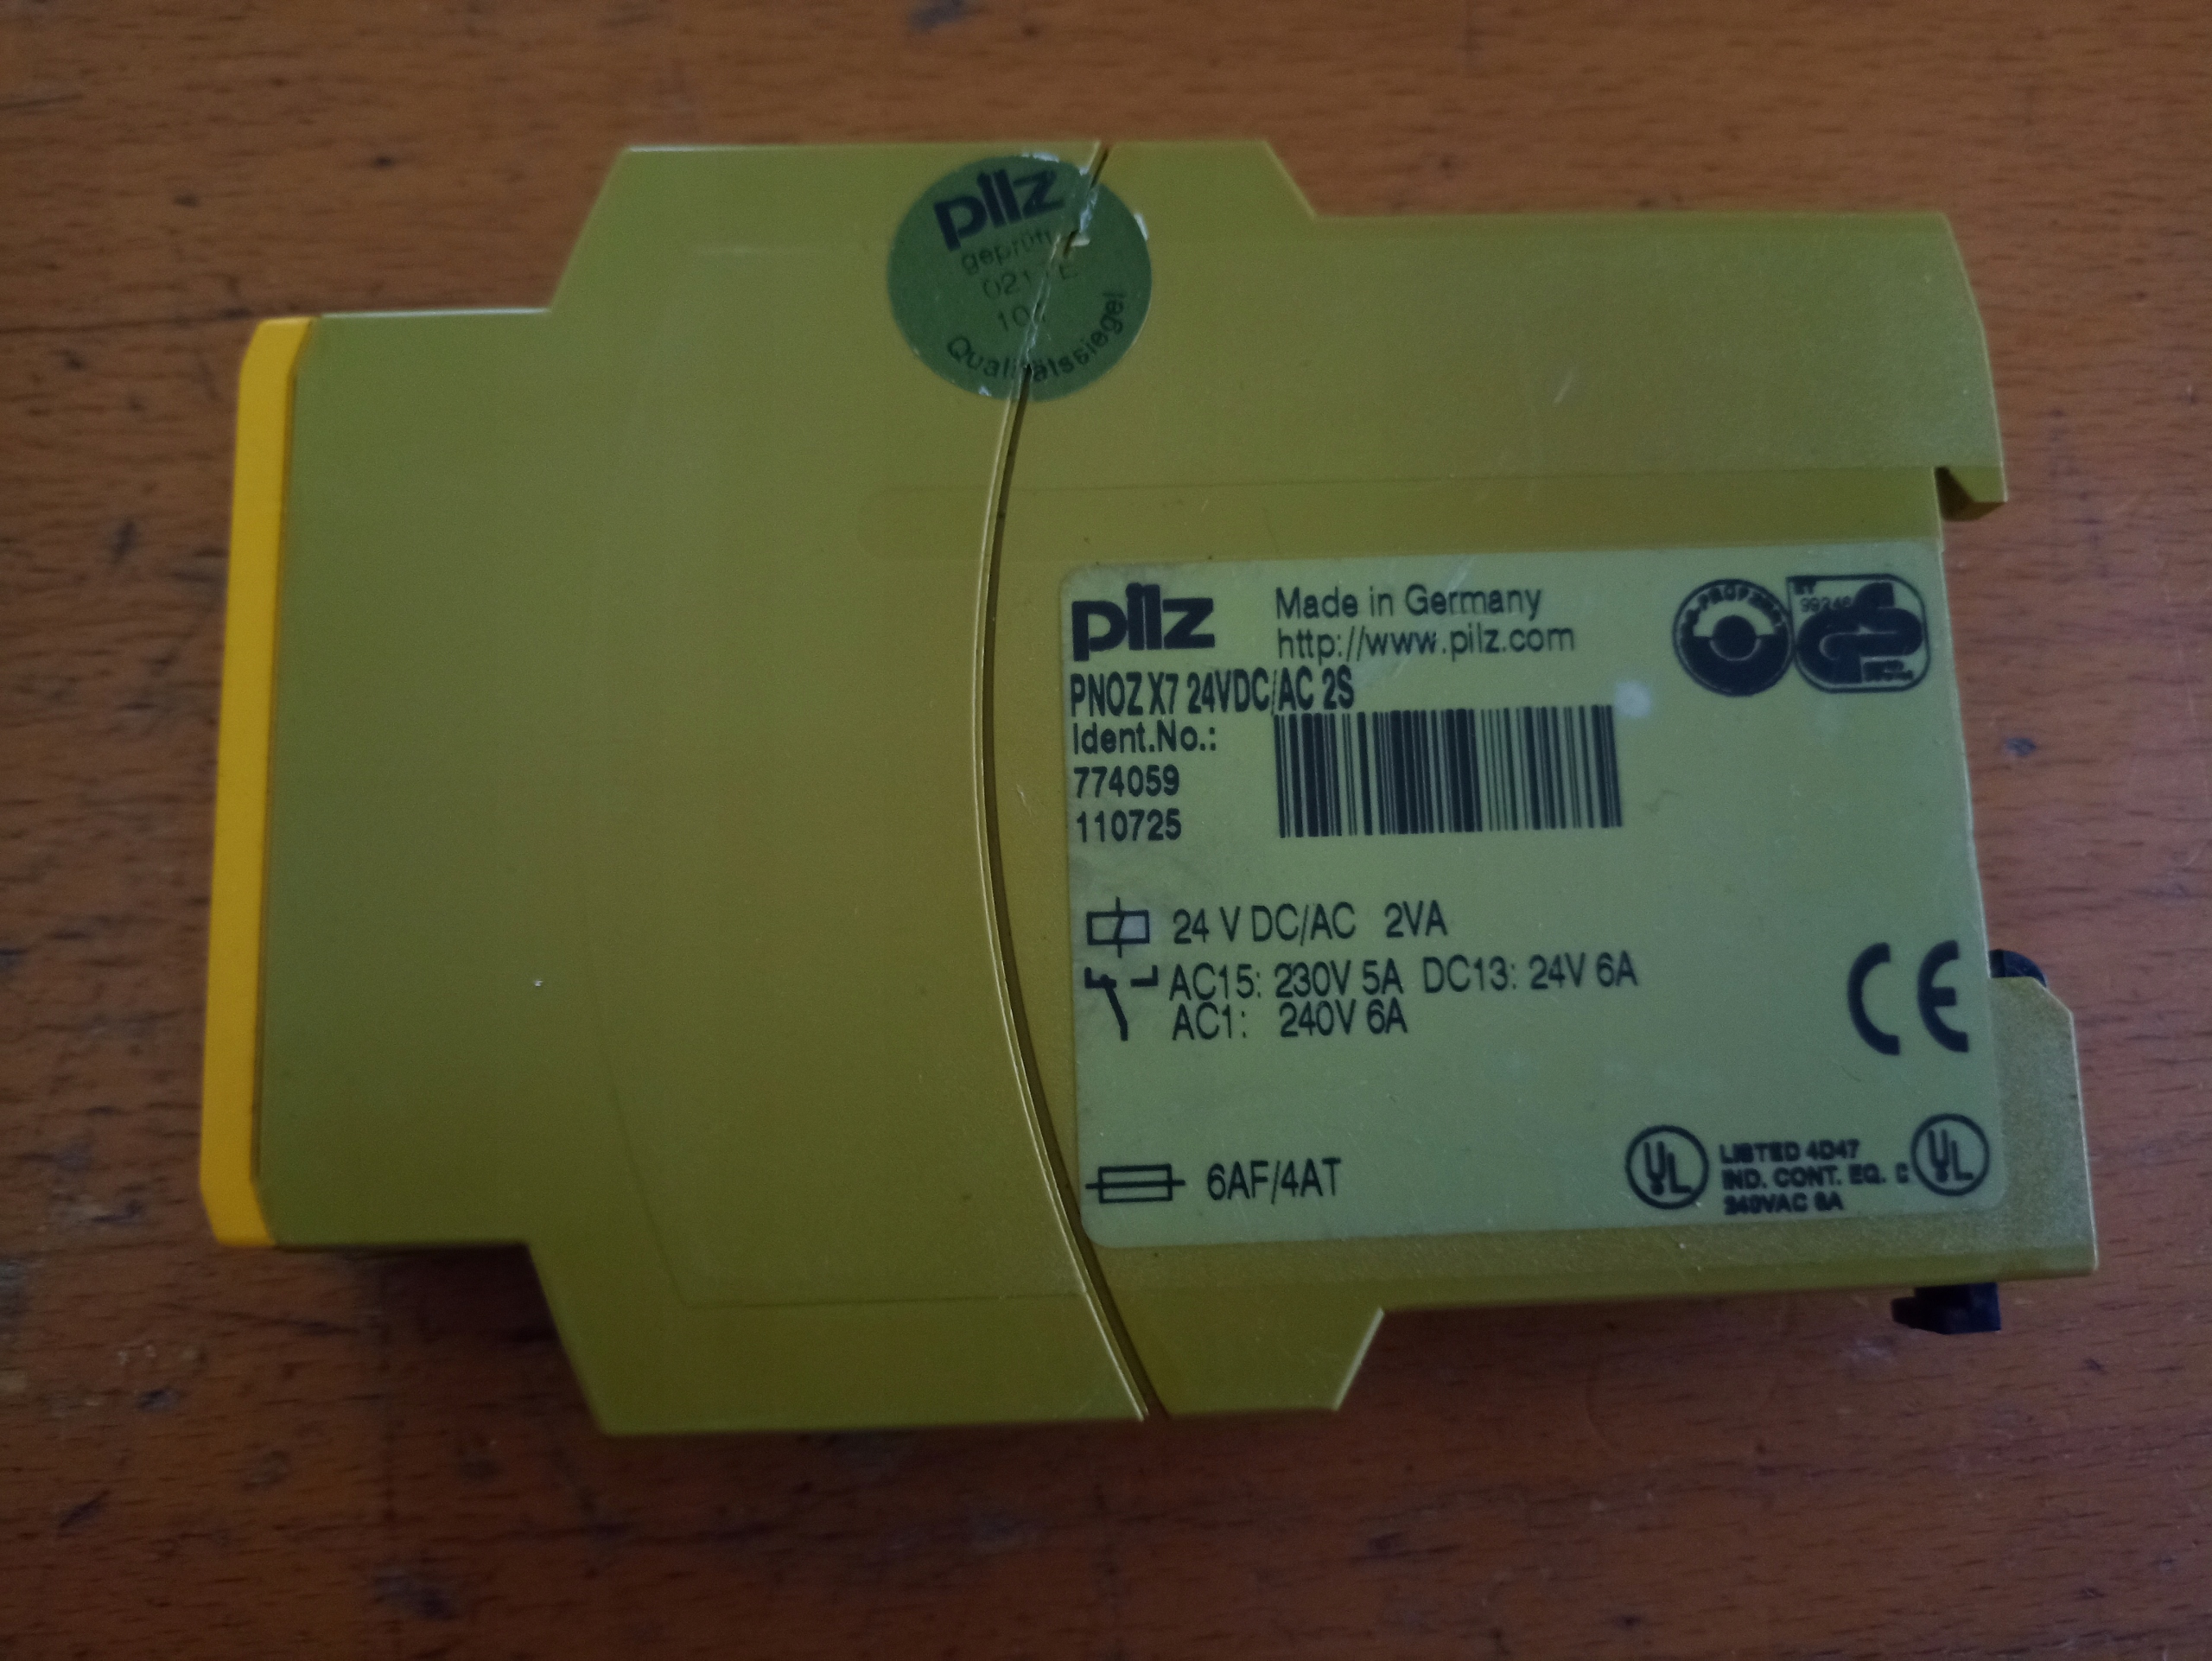 pilz
geprüft
Qualitätssiegel
pilz
Made in Germany
http://www.pilz.com
PNOZ X7 24VDC/AC 2S
Ident.No.:
774059
110725
24 V DC/AC 2VA
AC15: 230V 5A DC13: 24V 6A
AC1: 240V 6A
CE
6AF/4AT
UL
LISTED 4D47
IND. CONT. EQ. C
240VAC 6A
UL